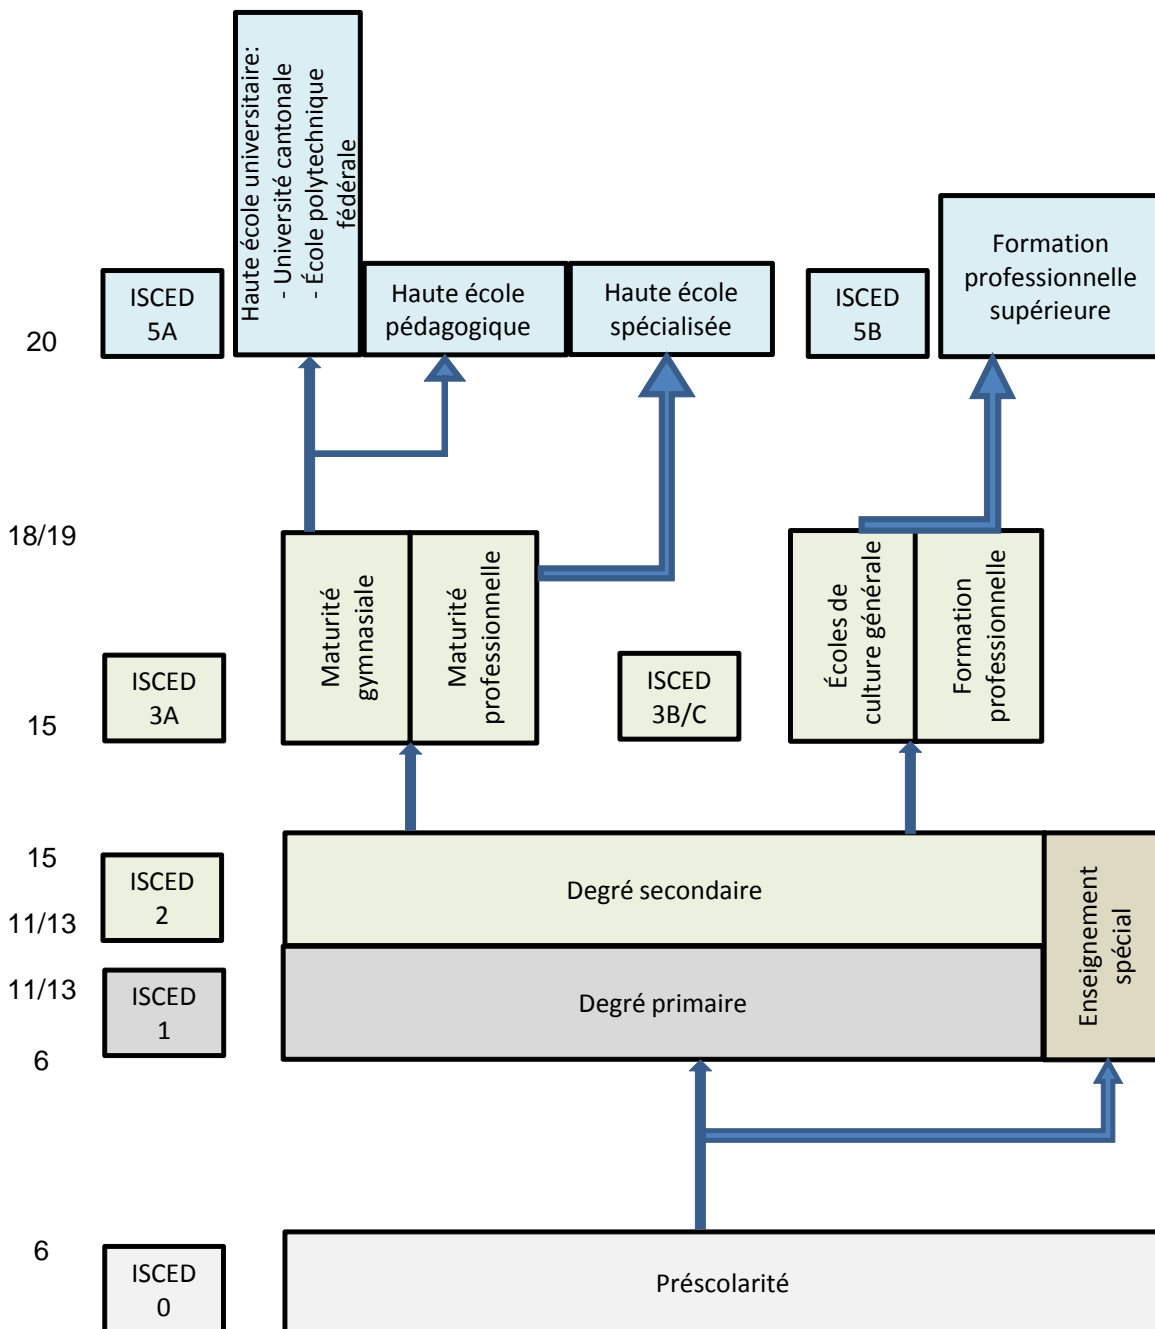 Haute école universitaire:
- Université cantonale
- École polytechnique
fédérale
Formation
professionnelle
supérieure
ISCED
5A
Haute école
pédagogique
Haute école
spécialisée
ISCED
5B
20
18/19
Maturité
gymnasiale
Maturité
professionnelle
Écoles de
culture générale
Formation
professionnelle
ISCED
3A
ISCED
3B/C
15
15
ISCED
2
Degré secondaire
Enseignement
spécial
11/13
11/13
ISCED
1
Degré primaire
6
6
ISCED
0
Préscolarité